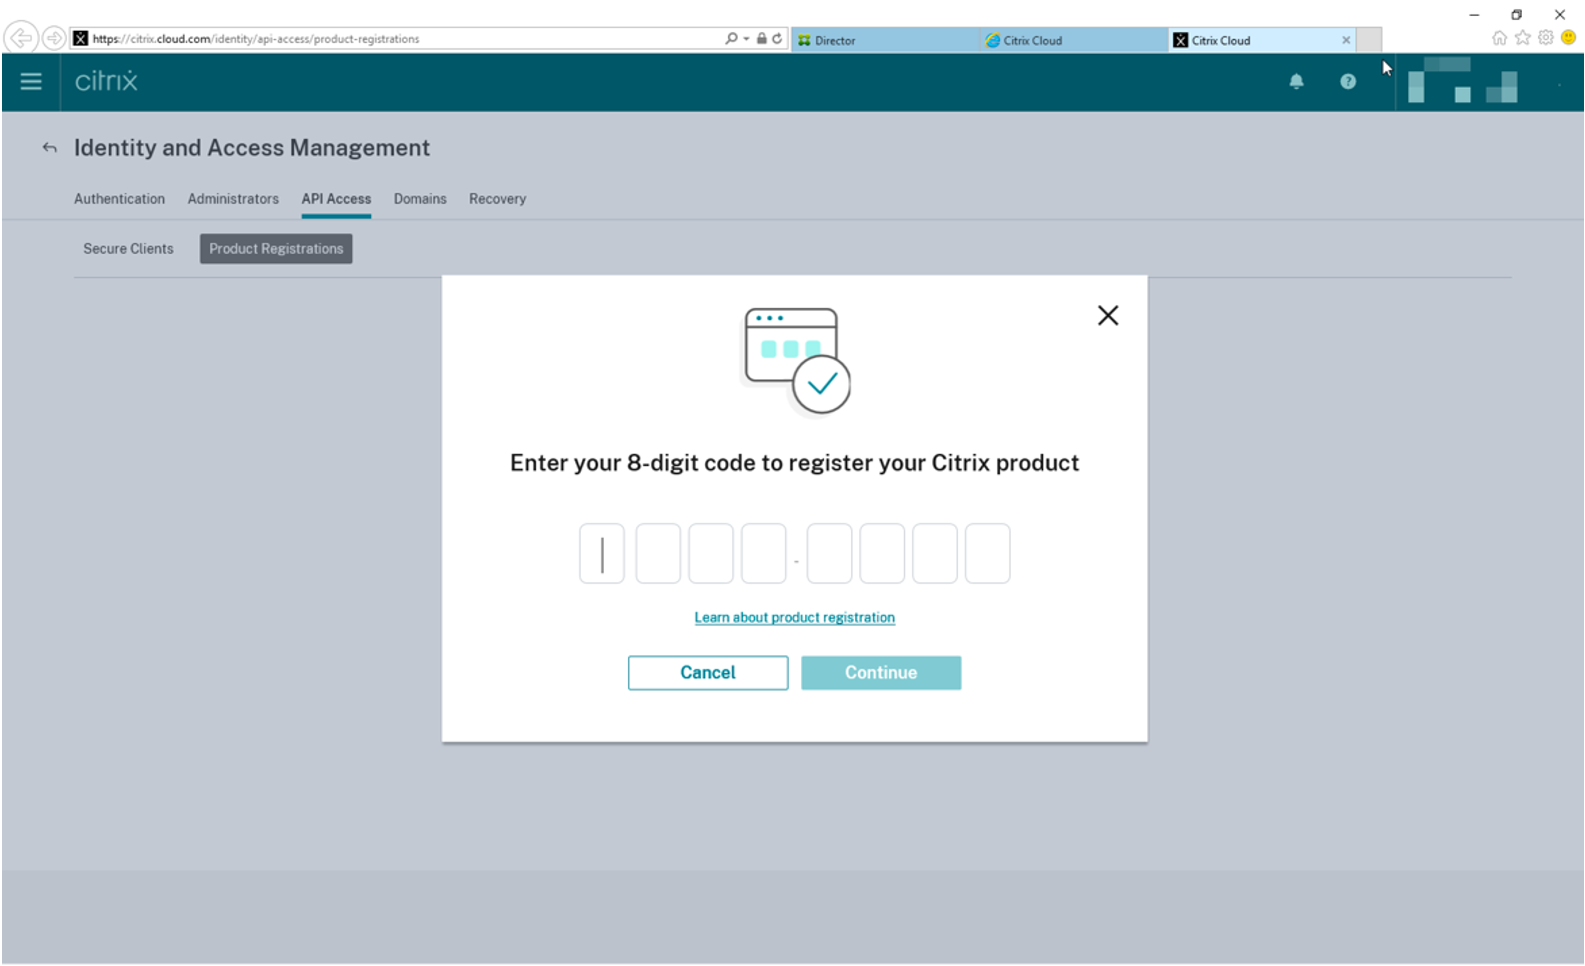 https://citrix.cloud.com/identity/api-access/product-registrations
Director
Citrix Cloud
Citrix Cloud
citrix
Identity and Access Management
Authentication Administrators API Access Domains Recovery
Secure Clients Product Registrations
Enter your 8-digit code to register your Citrix product
-
Learn about product registration
Cancel Continue